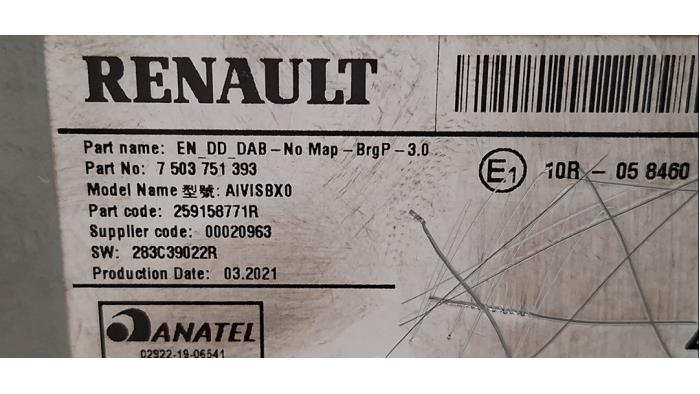 RENAULT
Part name: EN_DD_DAB-No Map-BrgP-3.0
Part No: 7 503 751 393
Model Name 型號: AIVISBX0
Part code: 259158771R
Supplier code: 00020963
SW: 283C39022R
Production Date: 03.2021
E1 10R - 05 8460
ANATEL
02922-19-06541